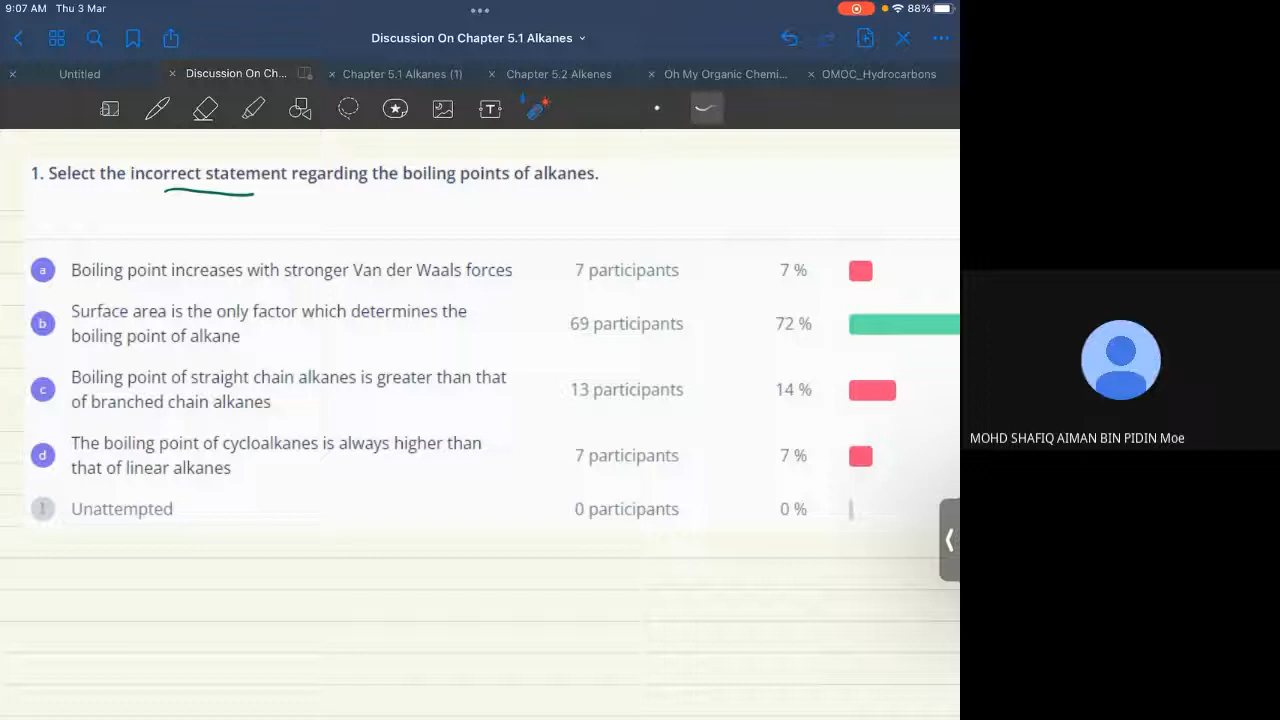 9:07 AM Thu 3 Mar
88%
Discussion On Chapter 5.1 Alkanes
Untitled
Discussion On Ch...
Chapter 5.1 Alkanes (1)
Chapter 5.2 Alkenes
Oh My Organic Chemi...
OMOC_Hydrocarbons
1. Select the incorrect statement regarding the boiling points of alkanes.
a Boiling point increases with stronger Van der Waals forces 7 participants 7 %
b Surface area is the only factor which determines the
boiling point of alkane 69 participants 72 %
c Boiling point of straight chain alkanes is greater than that
of branched chain alkanes 13 participants 14 %
d The boiling point of cycloalkanes is always higher than
that of linear alkanes 7 participants 7 %
Unattempted 0 participants 0 %
MOHD SHAFIQ AIMAN BIN PIDIN Moe